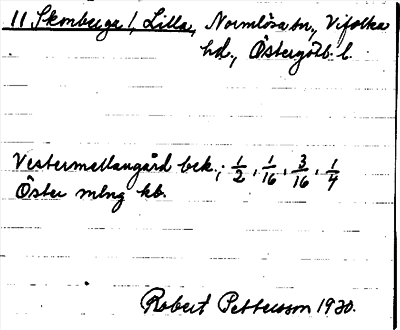 11 Skonberga /, Lilla, Normlösa sn., Vifolka
hd., Östergötl. l.
Vestermellangård bek.; 1/2, 1/16, 3/16, 1/4
Öster mlng kb.
Robert Pettersson 1930.